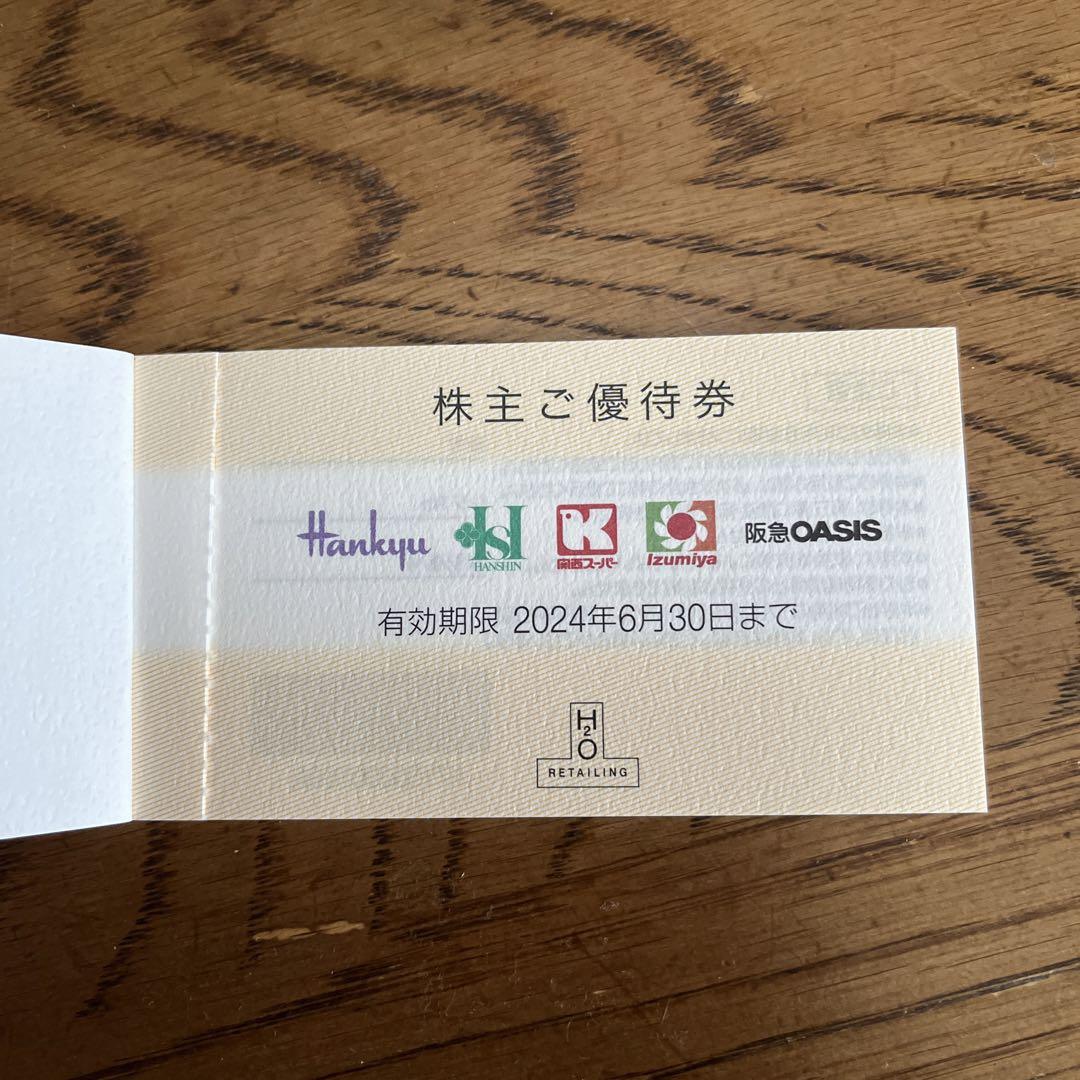 株主ご優待券
Hankyu HS HANSHIN 関西スーパー Izumiya 阪急OASIS
有効期限 2024年6月30日まで
H2O
RETAILING